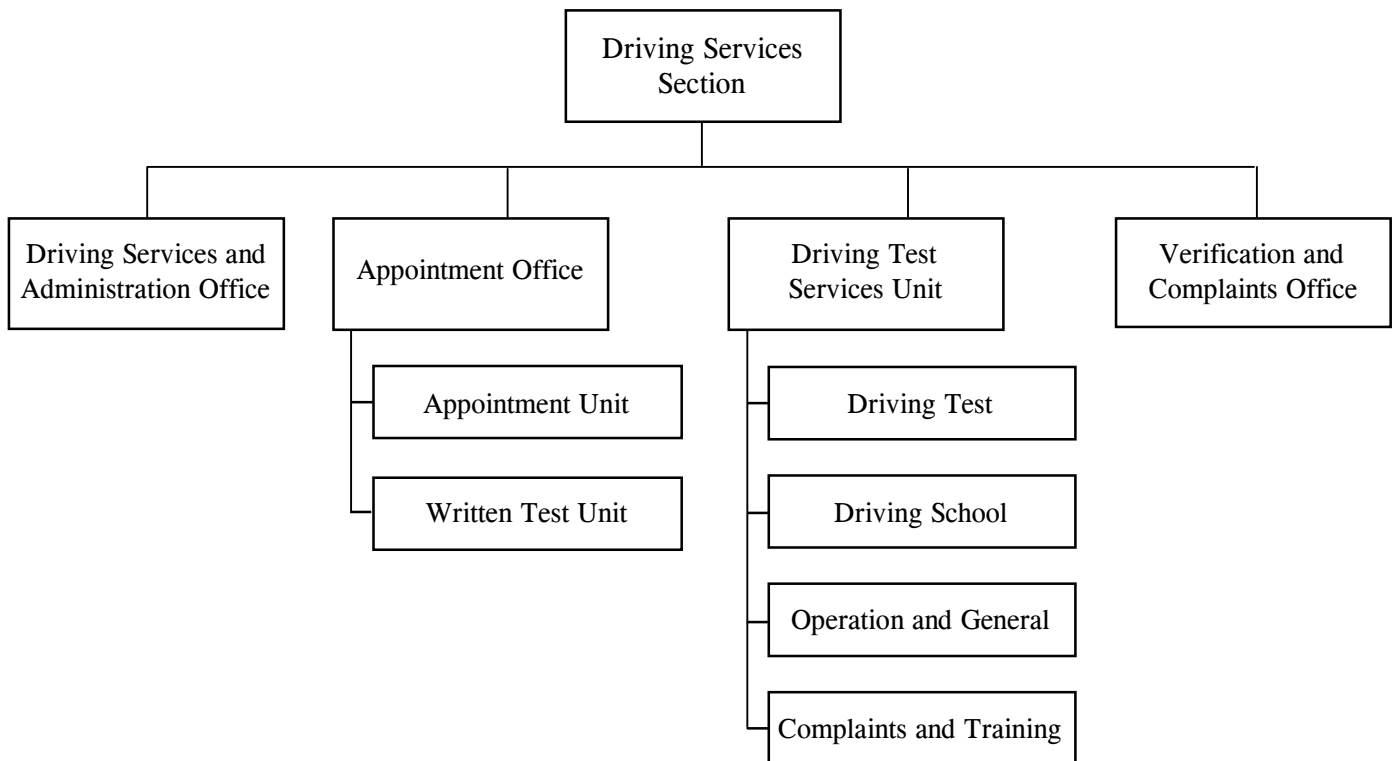 Driving Services
Section
Driving Services and
Administration Office
Appointment Office
Driving Test
Services Unit
Verification and
Complaints Office
Appointment Unit
Written Test Unit
Driving Test
Driving School
Operation and General
Complaints and Training